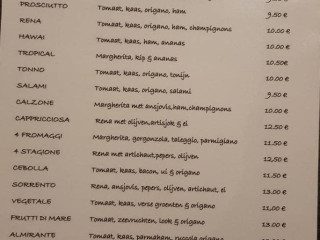 PROSCIUTTO Tomaat, kaas, origano, ham 9.50 €
RENA Tomaat, kaas, origano, ham, champignons 10.00 €
HAWAI Tomaat, kaas, ham, ananas 10.00 €
TROPICAL Margherita, kip & ananas 10.50€
TONNO Tomaat, kaas, origano, tonijn 10.00 €
SALAMI Tomaat, kaas, origano, salami 9.50 €
CALZONE Margherita met ansjovis,ham,champignons 10.00 €
CAPPRICCIOSA Rena met olijven,artisjok & ei 12.50 €
4 FROMAGGI Margherita, gorgonzola, taleggio, parmigiano 11.50 €
4 STAGIONE Rena met artichaut,pepers, olijven 12.50 €
CEBOLLA Tomaat, kaas, bacon, ui & origano 11.50 €
SORRENTO Rena, ansjovis, pepers, olijven, artichaut, ei 13.00 €
VEGETALE Tomaat, kaas, verse groenten & origano 11.00 €
FRUTTI DI MARE Tomaat, zeevruchten, look & origano 13.00 €
ALMIRANTE Tomaat, kaas, parmaham, ruccola origano